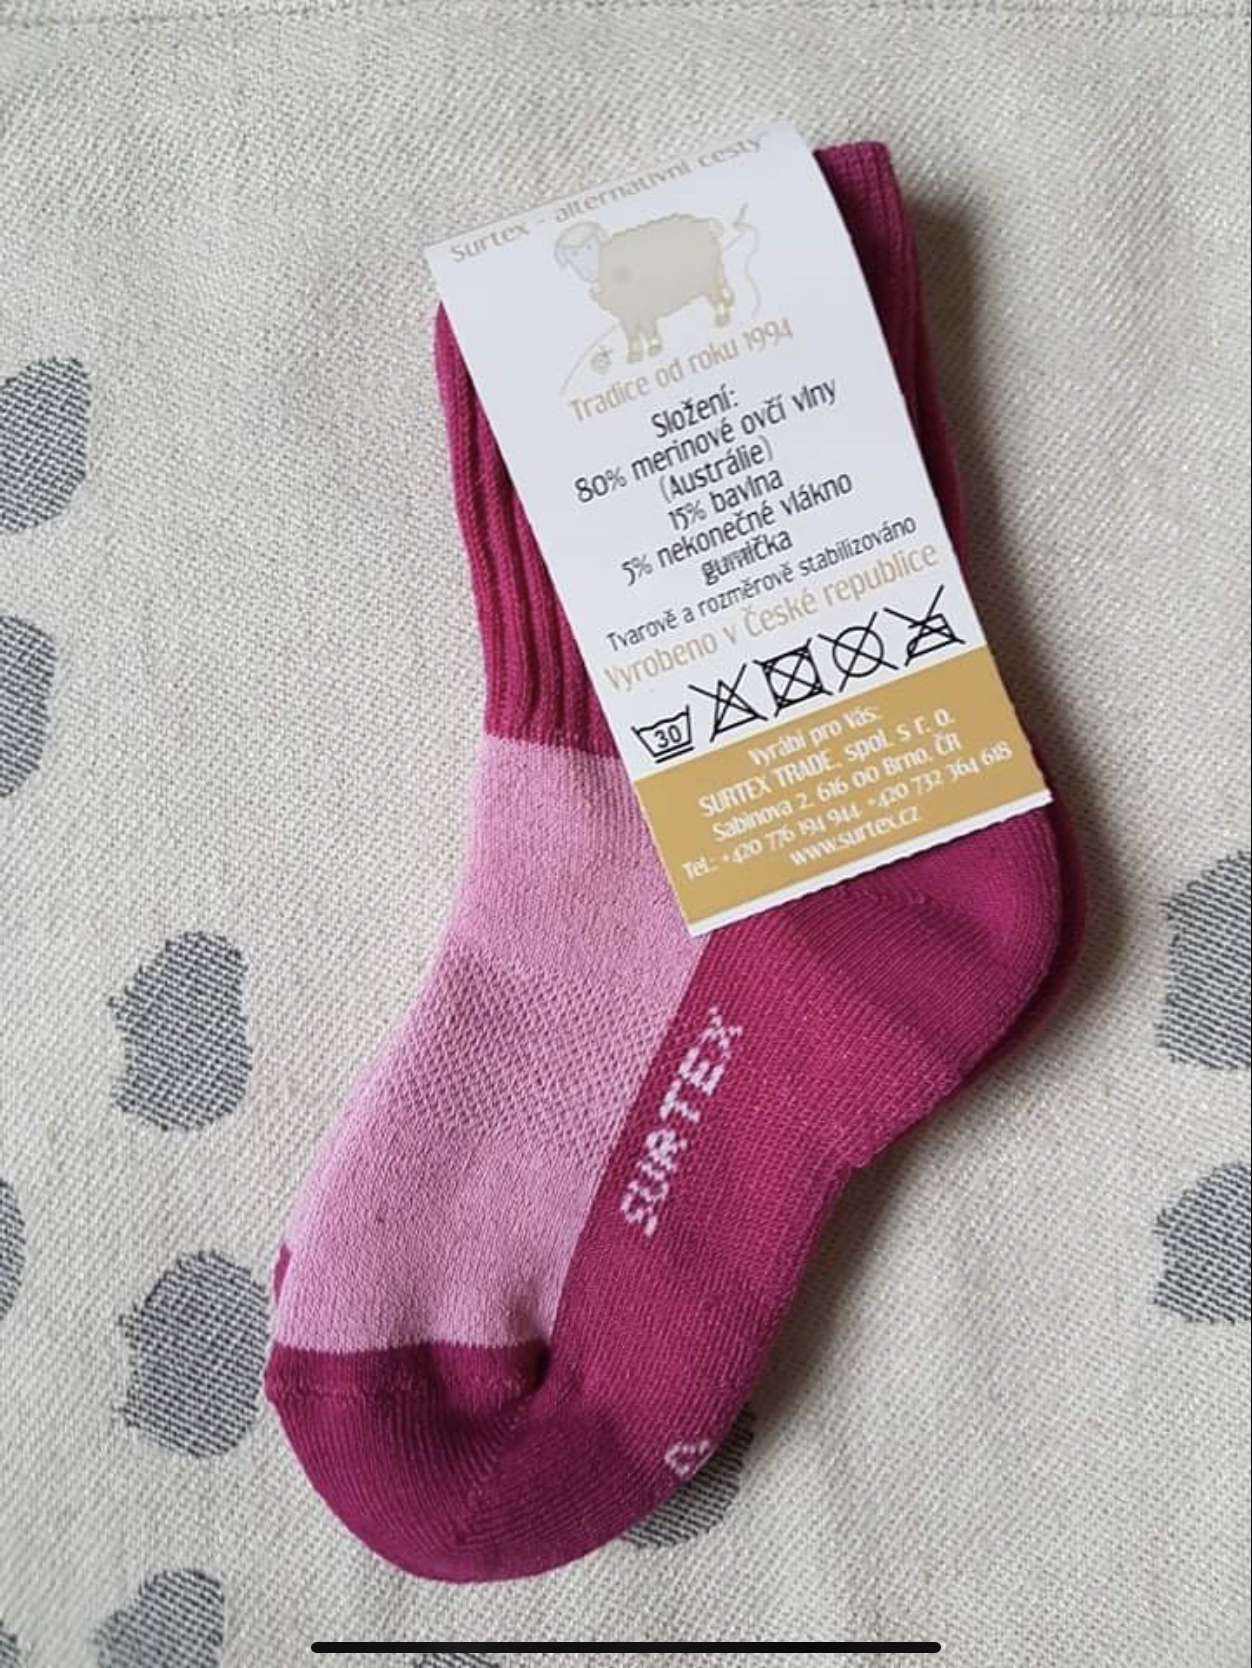 surtex - alternativní cesty
Tradice od roku 1994
Složení:
80% merinové ovčí vlny
(Austrálie)
15% bavlna
5% nekonečné vlákno
gumička
Tvarově a rozměrově stabilizováno
Vyrobeno v České republice
30
Vyrábí pro Vás:
SURTEX TRADE, spol. s r. o.
Sabinova 2, 616 00 Brno, ČR
Tel.: +420 776 194 944, +420 732 364 618
www.surtex.cz
SURTEX